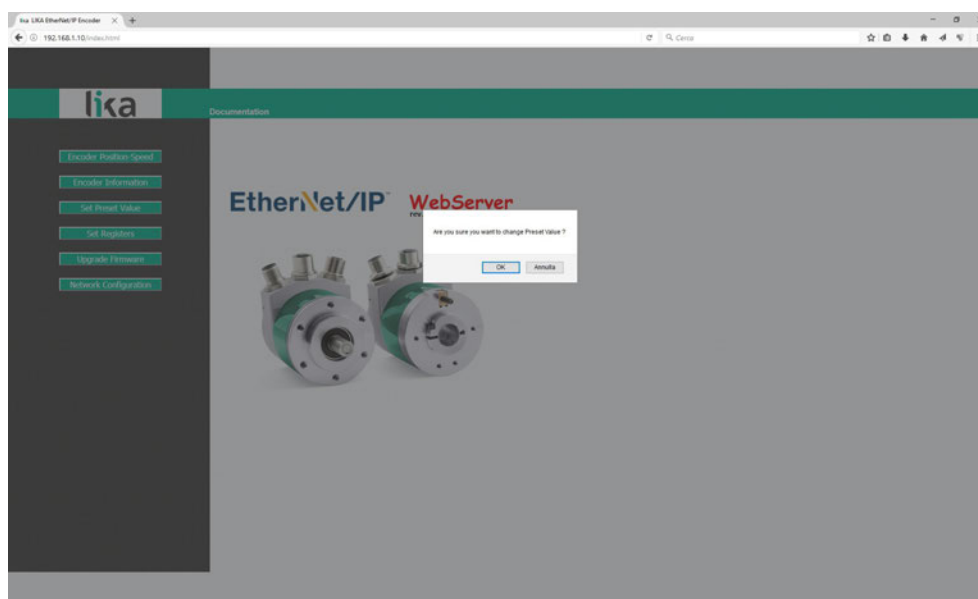 lika LIKA EtherNet/IP Encoder
192.168.1.10/index.html
Cerca
lika
Documentation
Encoder Position-Speed
Encoder Information
Set Preset Value
Set Registers
Upgrade Firmware
Network Configuration
EtherNet/IP WebServer
rev.
Are you sure you want to change Preset Value ?
OK Annulla